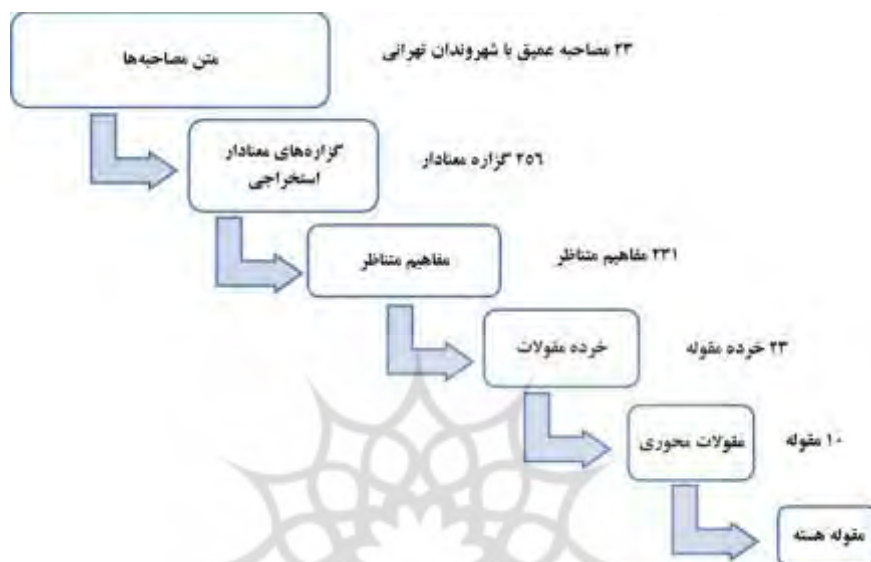 متن مصاحبه‌ها
۲۳ مصاحبه عمیق با شهروندان تهرانی
گزاره‌های معنادار
استخراجی
۲۵۶ گزاره معنادار
مفاهیم متناظر
۲۳۱ مفاهیم متناظر
خرده مقولات
۲۳ خرده مقوله
مقولات محوری
۱۰ مقوله
مقوله هسته